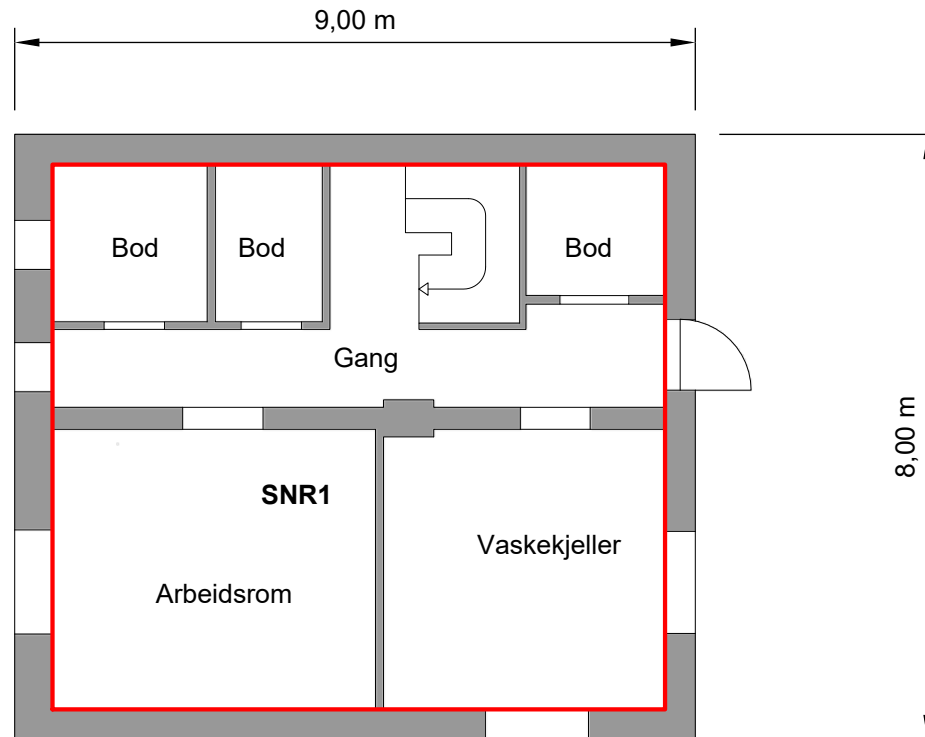 9,00 m
Bod
Bod
Bod
Gang
8,00 m
SNR1
Vaskekjeller
Arbeidsrom